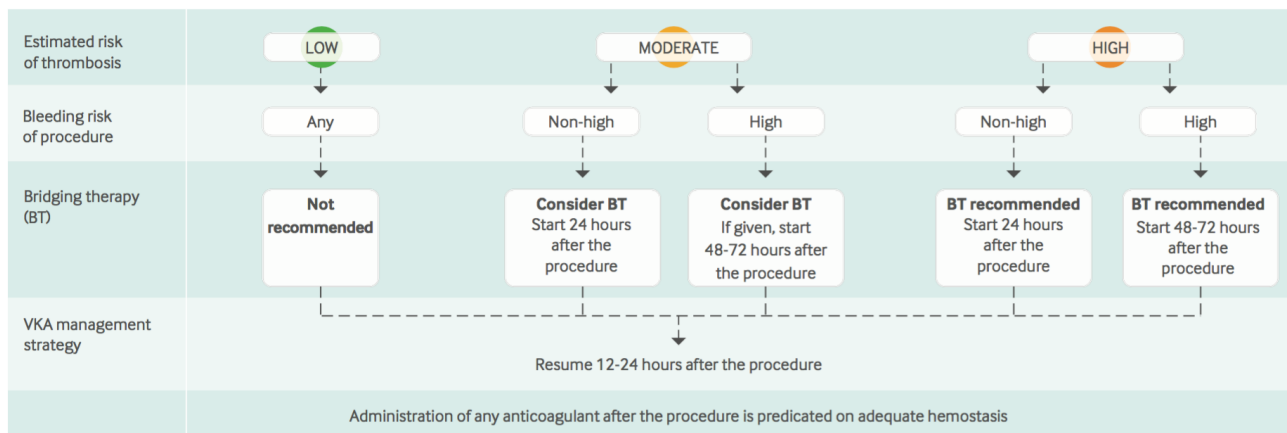 Estimated risk
of thrombosis
LOW
MODERATE
HIGH
Bleeding risk
of procedure
Any
Non-high
High
Non-high
High
Bridging therapy
(BT)
Not
recommended
Consider BT
Start 24 hours
after the
procedure
Consider BT
If given, start
48-72 hours after
the procedure
BT recommended
Start 24 hours
after the
procedure
BT recommended
Start 48-72 hours
after the
procedure
VKA management
strategy
Resume 12-24 hours after the procedure
Administration of any anticoagulant after the procedure is predicated on adequate hemostasis